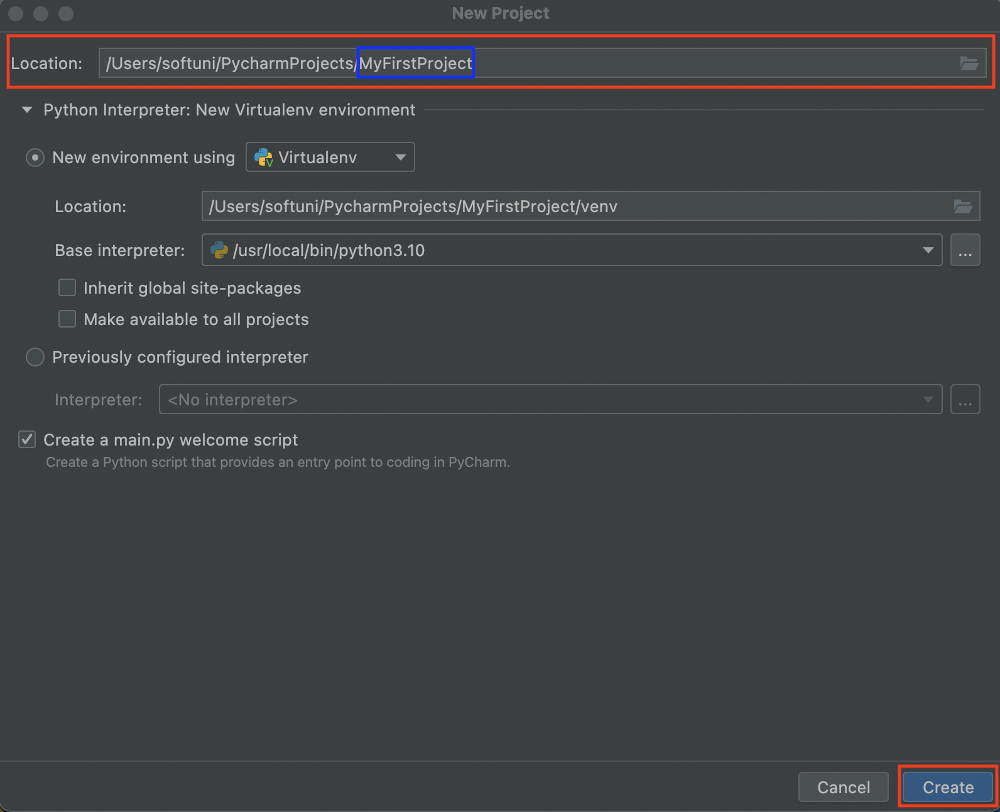 New Project
Location: /Users/softuni/PycharmProjects/MyFirstProject
Python Interpreter: New Virtualenv environment
New environment using Virtualenv
Location: /Users/softuni/PycharmProjects/MyFirstProject/venv
Base interpreter: /usr/local/bin/python3.10 ...
Inherit global site-packages
Make available to all projects
Previously configured interpreter
Interpreter: <No interpreter> ...
Create a main.py welcome script
Create a Python script that provides an entry point to coding in PyCharm.
Cancel Create